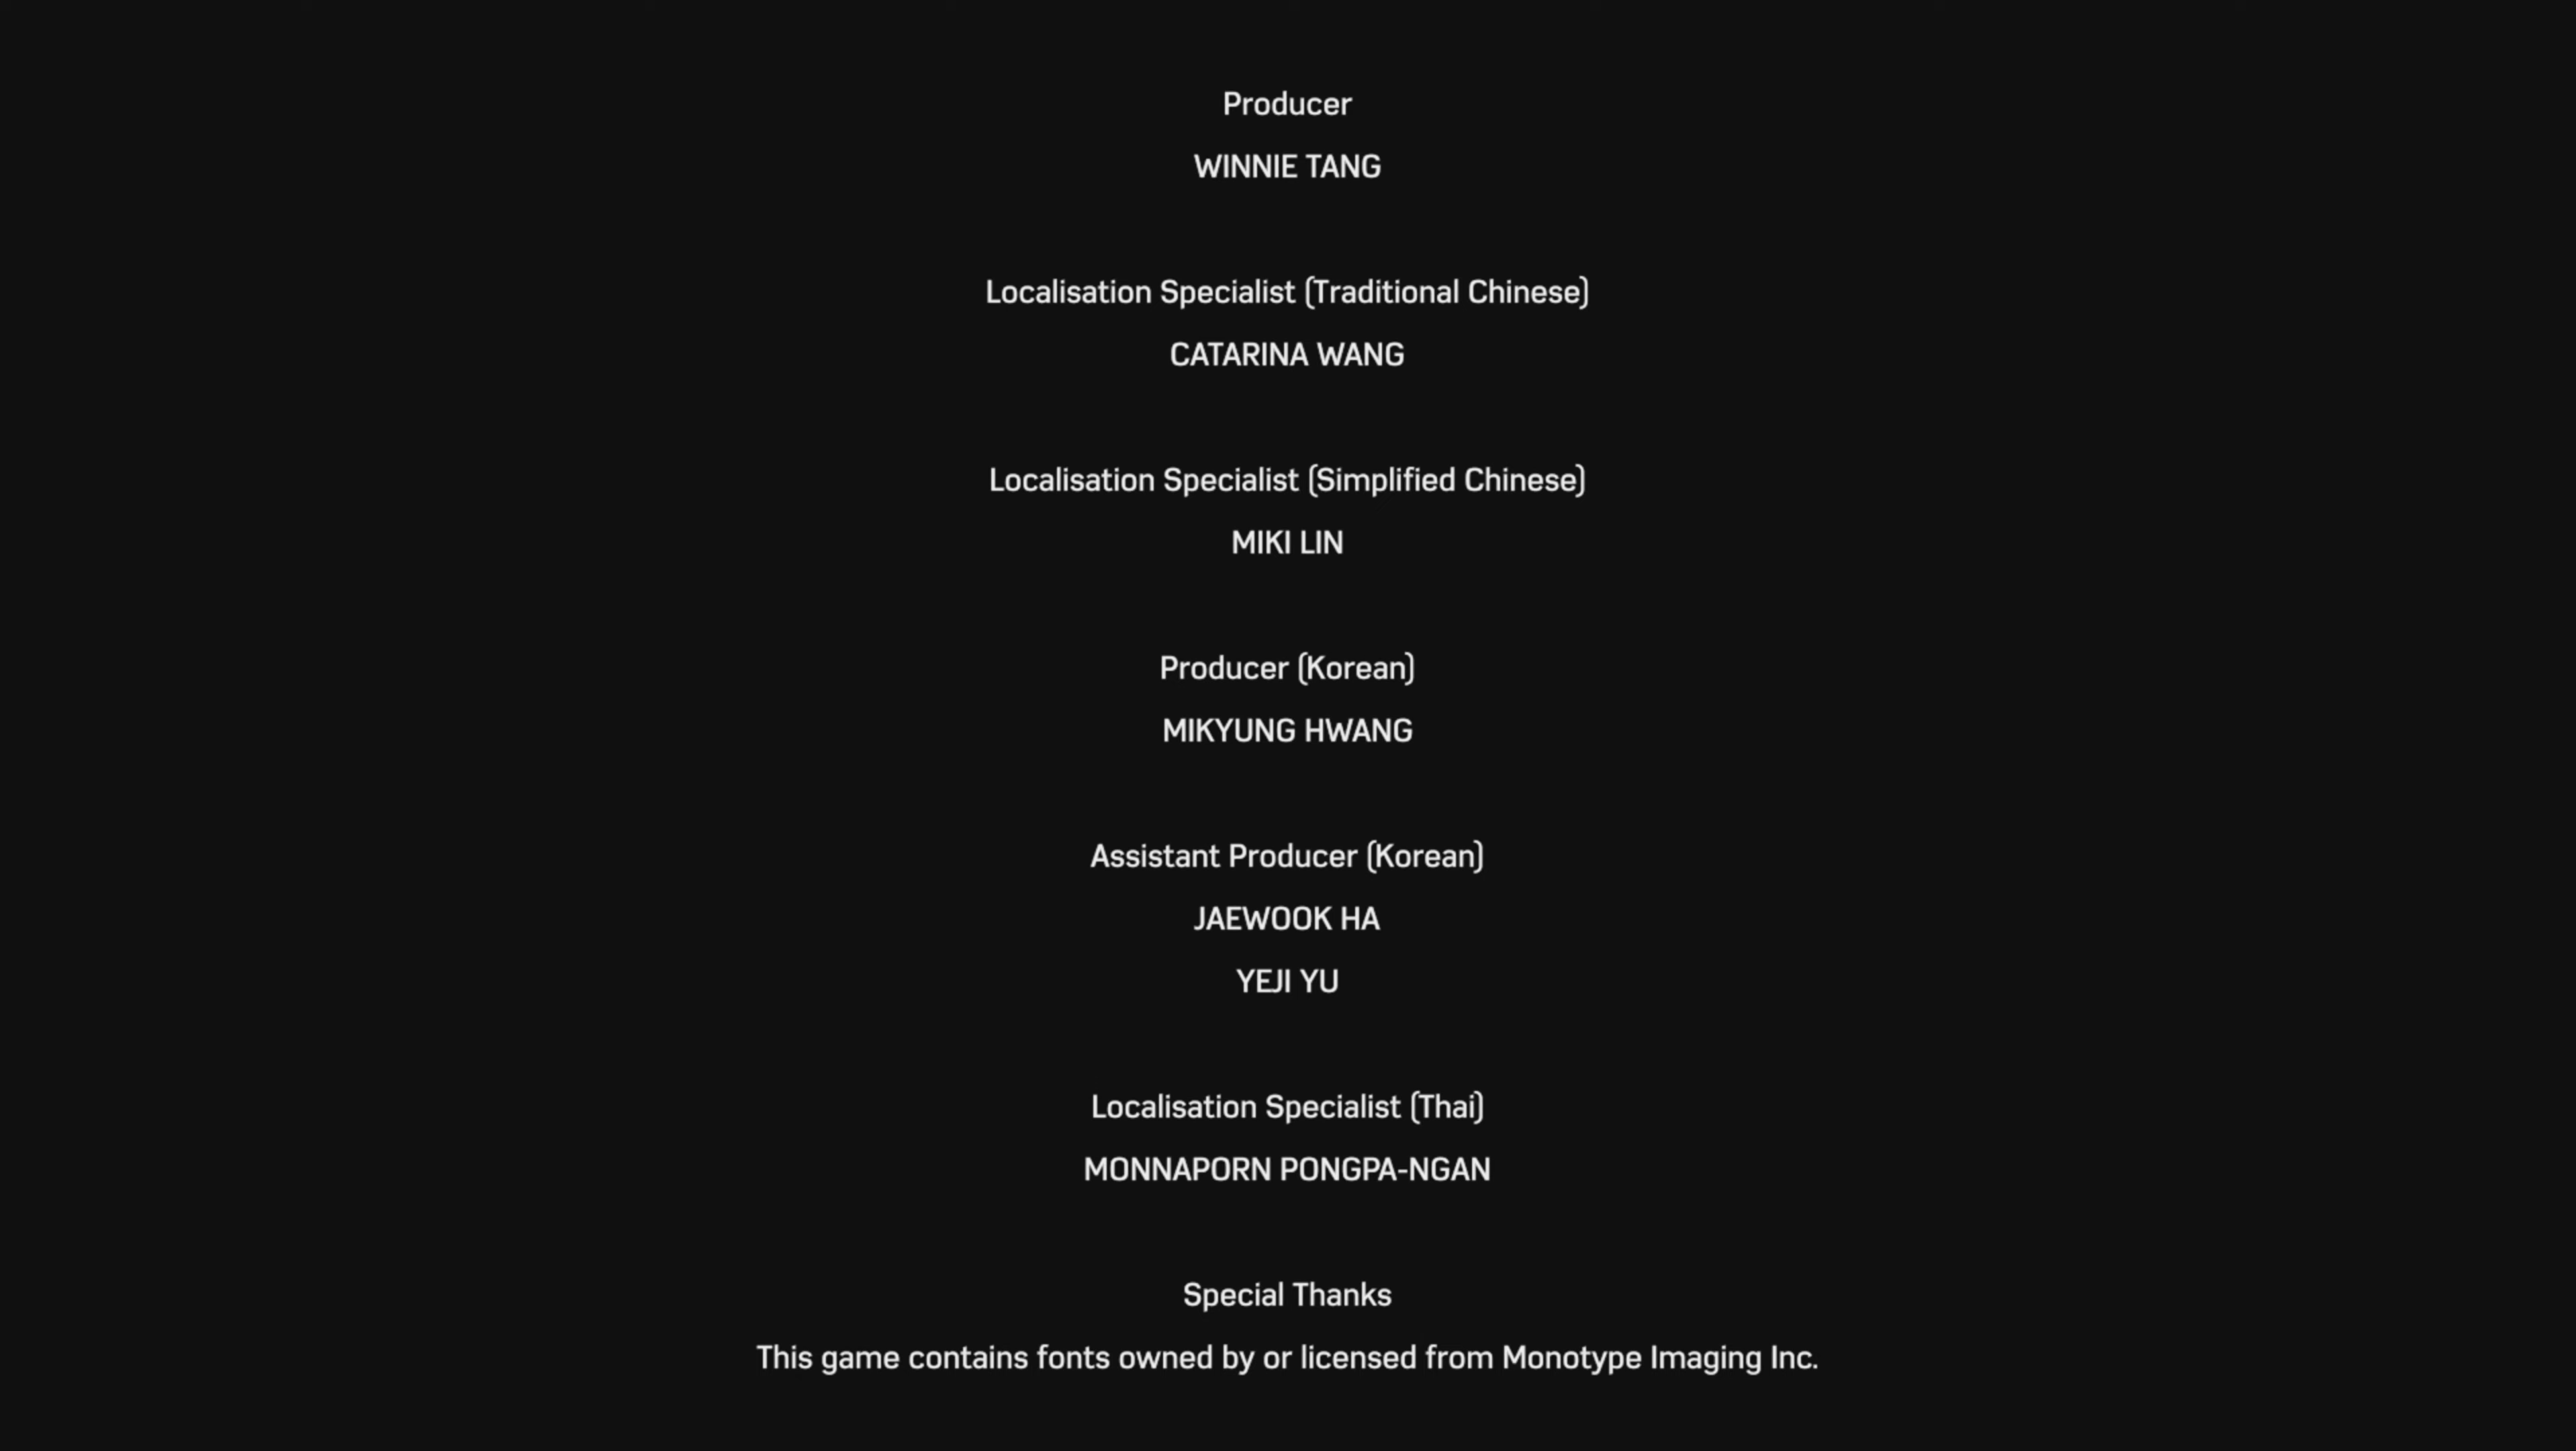 Producer
WINNIE TANG
Localisation Specialist (Traditional Chinese)
CATARINA WANG
Localisation Specialist (Simplified Chinese)
MIKI LIN
Producer (Korean)
MIKYUNG HWANG
Assistant Producer (Korean)
JAEWOOK HA
YEJI YU
Localisation Specialist (Thai)
MONNAPORN PONGPA-NGAN
Special Thanks
This game contains fonts owned by or licensed from Monotype Imaging Inc.